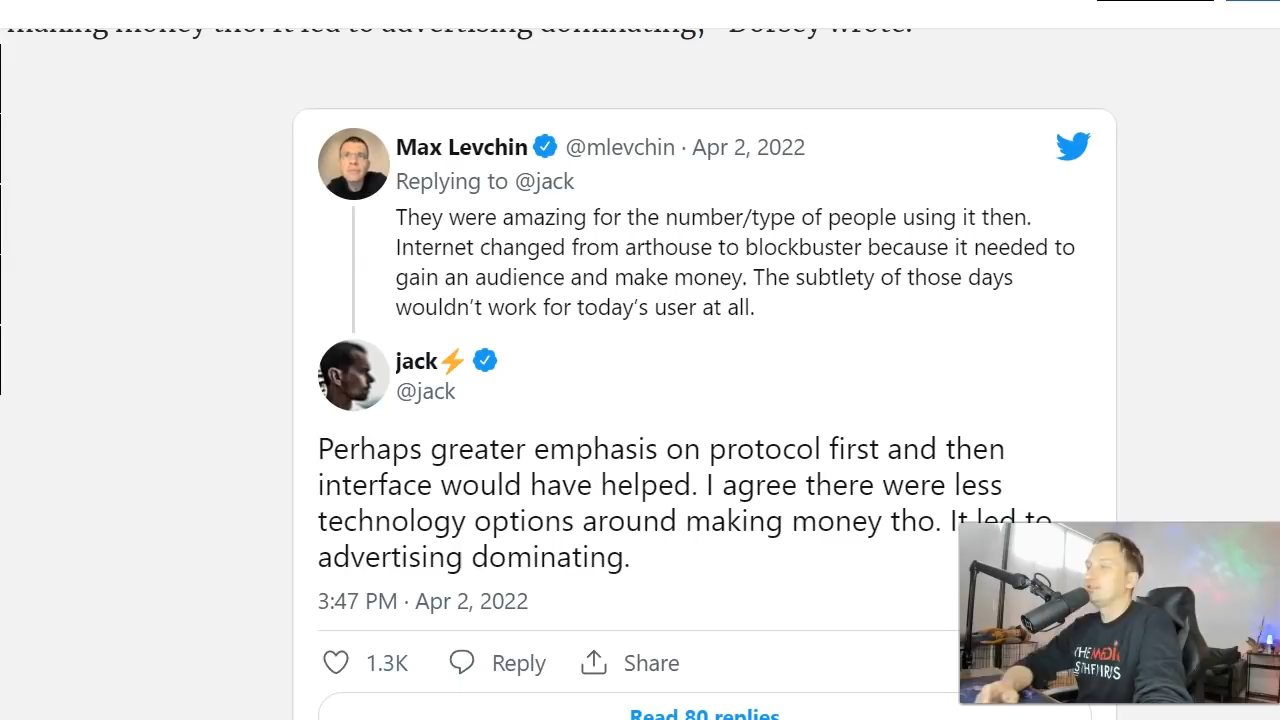 making money tho. It led to advertising dominating," Dorsey wrote.
Max Levchin @mlevchin · Apr 2, 2022
Replying to @jack
They were amazing for the number/type of people using it then.
Internet changed from arthouse to blockbuster because it needed to
gain an audience and make money. The subtlety of those days
wouldn't work for today's user at all.
jack⚡
@jack
Perhaps greater emphasis on protocol first and then
interface would have helped. I agree there were less
technology options around making money tho. It led to
advertising dominating.
3:47 PM · Apr 2, 2022
1.3K Reply Share
Read 80 replies
THE MEDIA
IS THE VIRUS